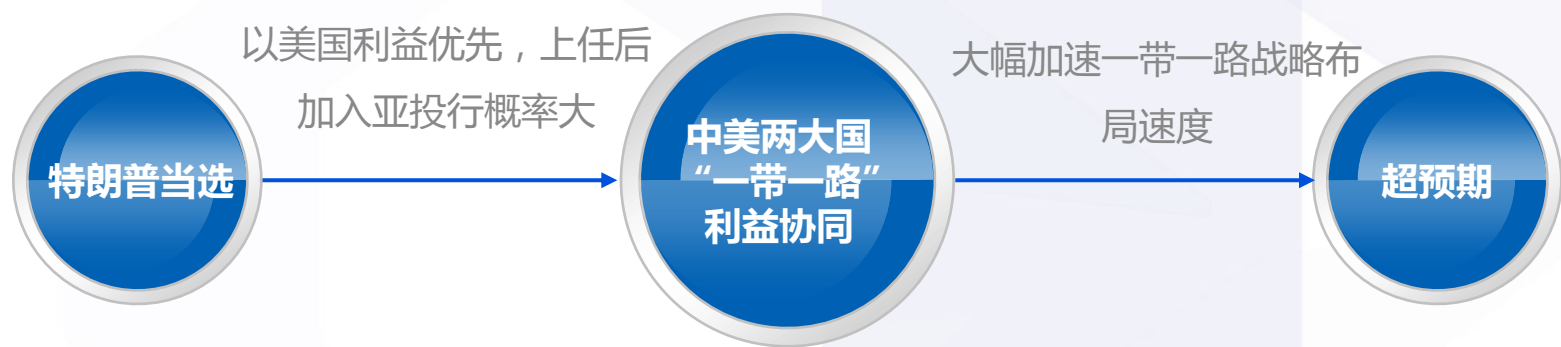 特朗普当选
以美国利益优先，上任后
加入亚投行概率大
中美两大国
“一带一路”
利益协同
大幅加速一带一路战略布
局速度
超预期